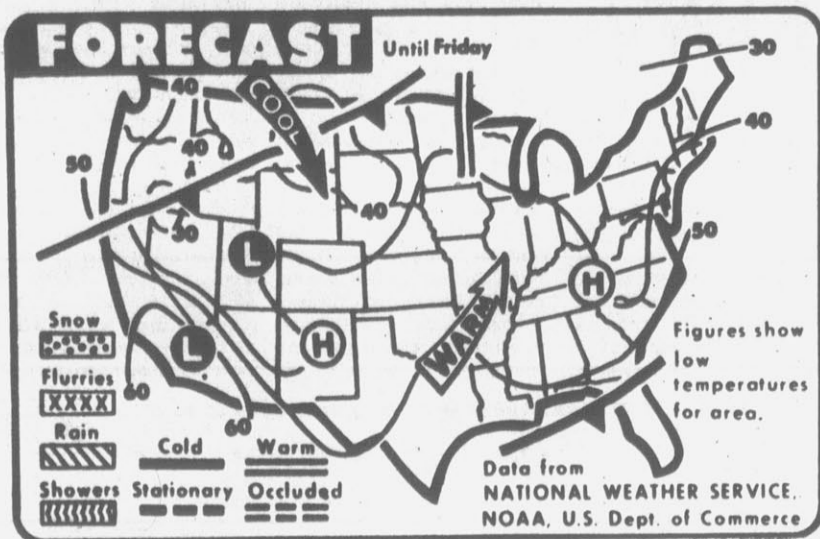 FORECAST
Until Friday
COOL
30
40
40
40
50
40
50
30
L
L
H
H
WARM
60
60
Snow
Flurries
XXXX
Rain
Showers
Cold
Warm
Stationary
Occluded
Figures show
low
temperatures
for area.
Data from
NATIONAL WEATHER SERVICE,
NOAA, U.S. Dept. of Commerce